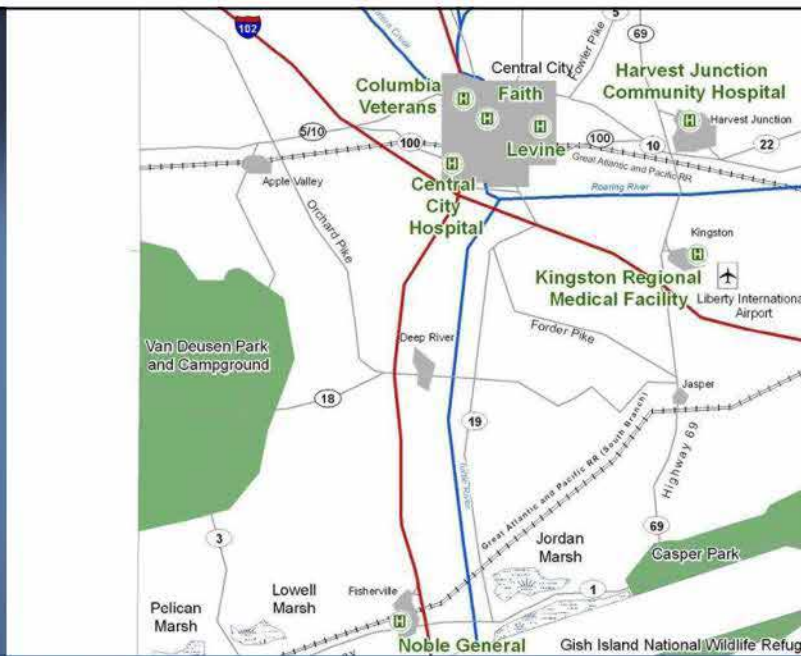 102
Fowler Pike
5
69
Central City
Columbia
Veterans
Faith
Harvest Junction
Community Hospital
Harvest Junction
5/10
100
Levine
100
10
22
Great Atlantic and Pacific RR
Apple Valley
Central
City
Hospital
Roaring River
Orchard Pike
Kingston
Kingston Regional
Medical Facility
Liberty International
Airport
Van Deusen Park
and Campground
Deep River
Forder Pike
Jasper
18
19
Great Atlantic and Pacific RR (South Branch)
Highway 69
3
69
Jordan
Marsh
Casper Park
Lowell
Marsh
Fisherville
1
Pelican
Marsh
Noble General
Gish Island National Wildlife Refug
H
H
H
H
H
H
H